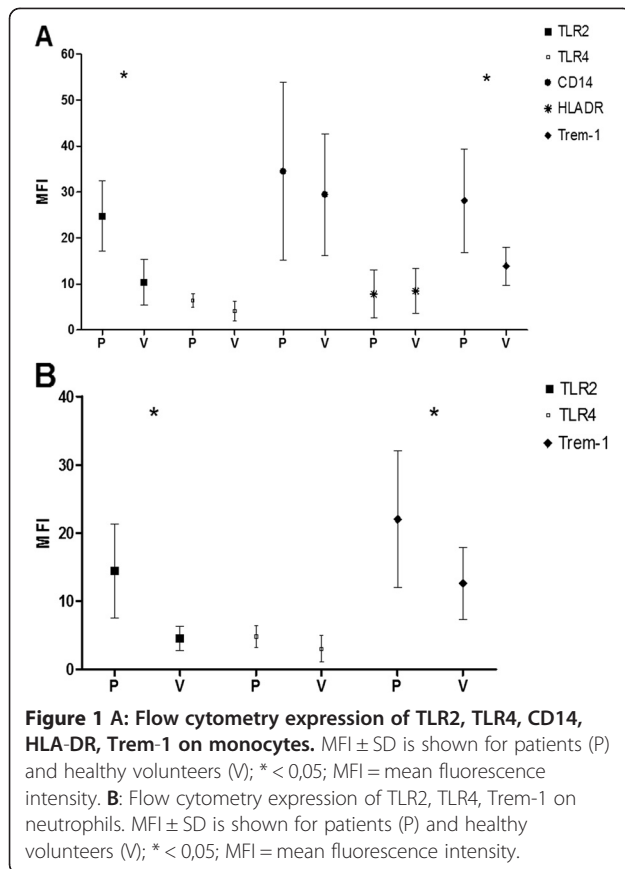 A
60
50
40
30
20
10
0
MFI
*
*
P V P V P V P V P V
TLR2
TLR4
CD14
HLADR
Trem-1
B
40
30
20
10
0
MFI
*
*
P V P V P V
TLR2
TLR4
Trem-1
Figure 1 A: Flow cytometry expression of TLR2, TLR4, CD14,
HLA-DR, Trem-1 on monocytes. MFI ± SD is shown for patients (P)
and healthy volunteers (V); * < 0,05; MFI = mean fluorescence
intensity. B: Flow cytometry expression of TLR2, TLR4, Trem-1 on
neutrophils. MFI ± SD is shown for patients (P) and healthy
volunteers (V); * < 0,05; MFI = mean fluorescence intensity.